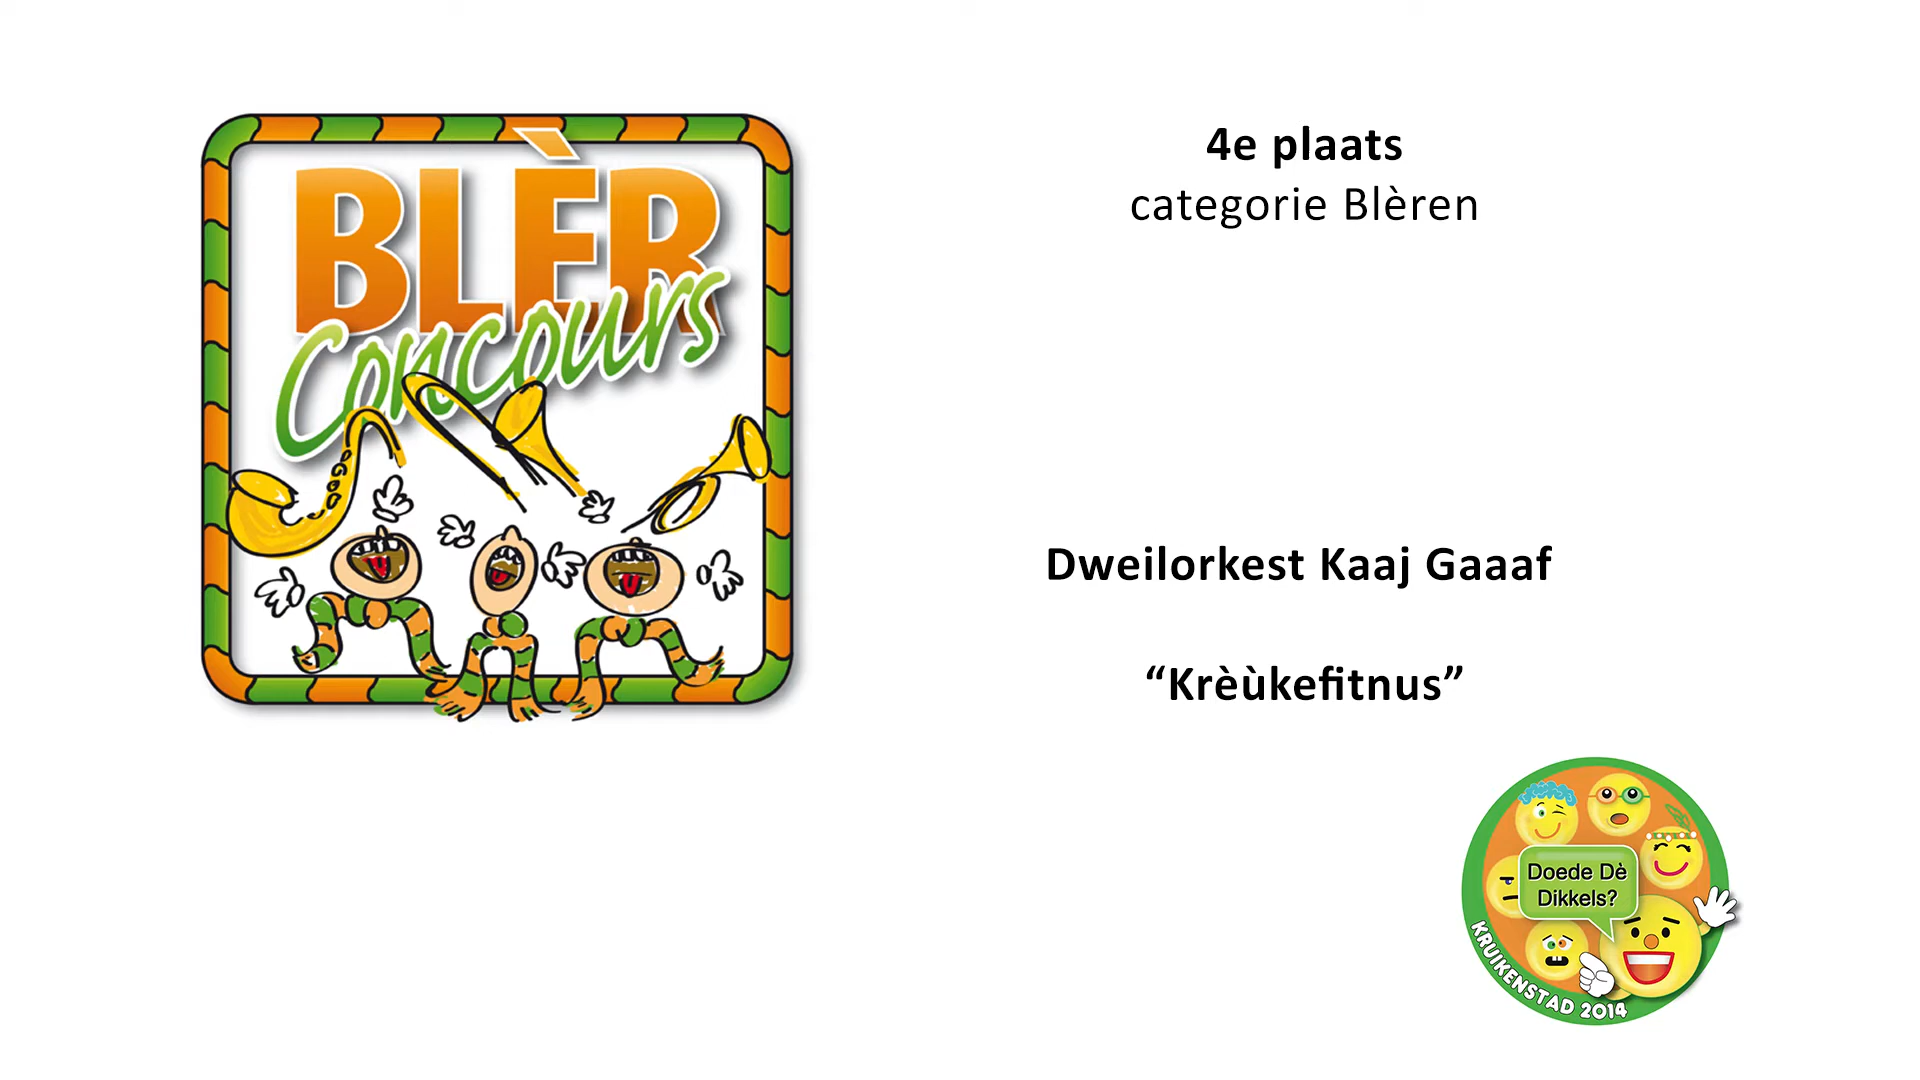 BLÈR
Concours
4e plaats
categorie Blèren
Dweilorkest Kaaj Gaaaf
“Krèùkefitnus”
Doede Dè
Dikkels?
KRUIKENSTAD 2014